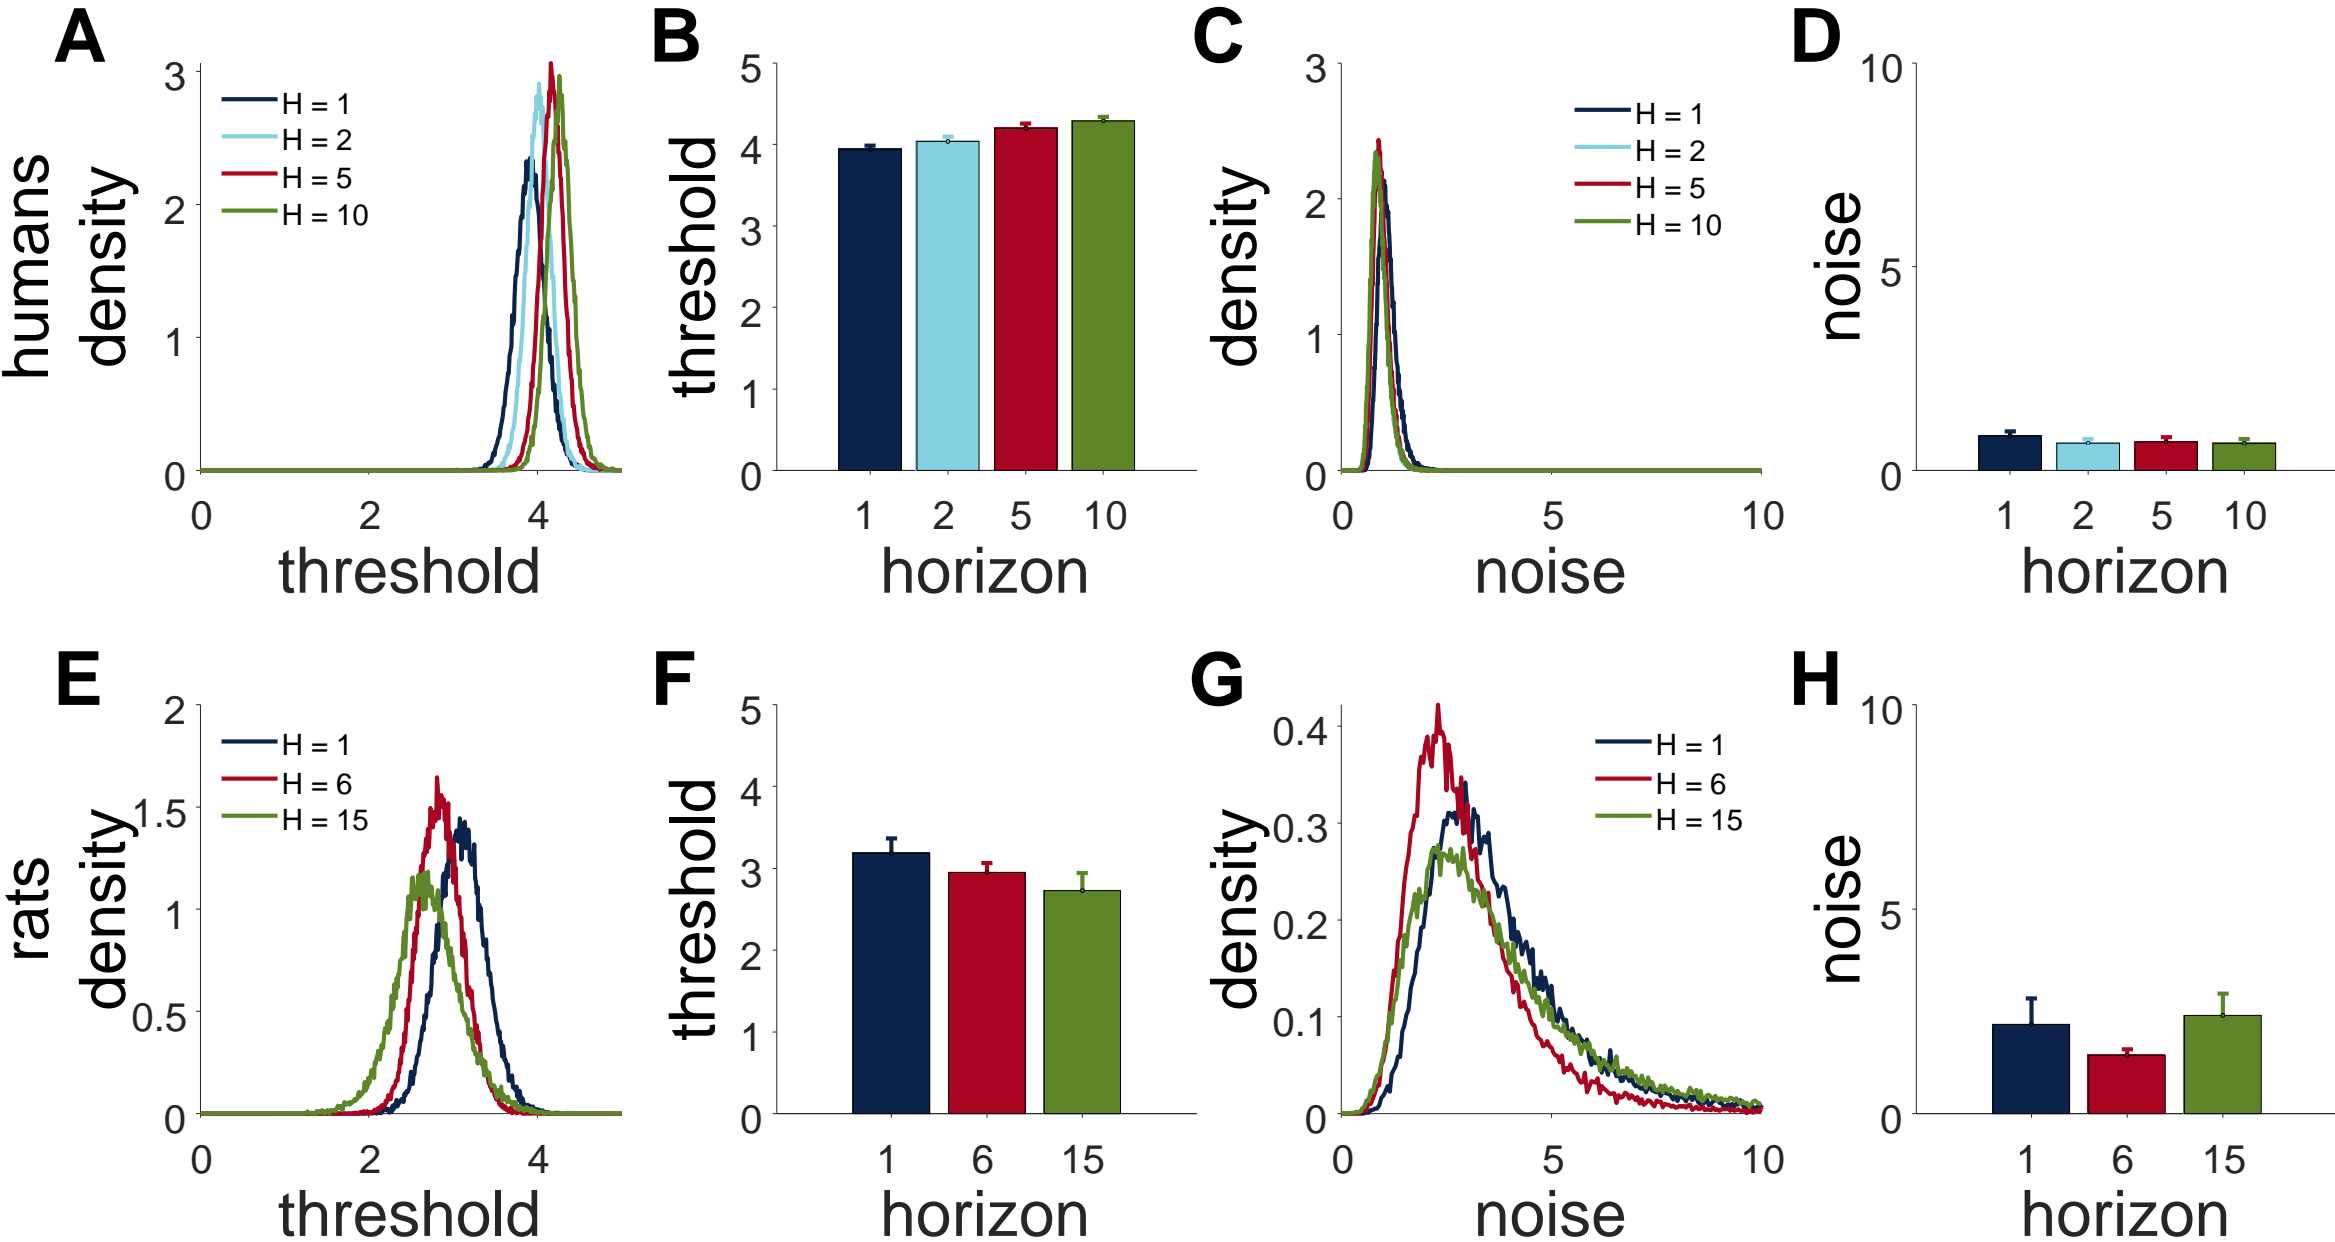 A
humans
density
3
2
1
0
H = 1
H = 2
H = 5
H = 10
0 2 4
threshold
B
threshold
5
4
3
2
1
0
1 2 5 10
horizon
C
density
3
2
1
0
H = 1
H = 2
H = 5
H = 10
0 5 10
noise
D
noise
10
5
0
1 2 5 10
horizon
E
rats
density
2
1.5
1
0.5
0
H = 1
H = 6
H = 15
0 2 4
threshold
F
threshold
5
4
3
2
1
0
1 6 15
horizon
G
density
0.4
0.3
0.2
0.1
0
H = 1
H = 6
H = 15
0 5 10
noise
H
noise
10
5
0
1 6 15
horizon